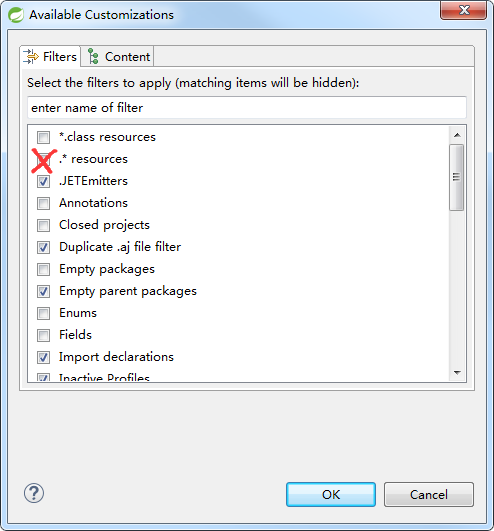 Available Customizations
Filters
Content
Select the filters to apply (matching items will be hidden):
enter name of filter
*.class resources
.* resources
.JETEmitters
Annotations
Closed projects
Duplicate .aj file filter
Empty packages
Empty parent packages
Enums
Fields
Import declarations
Inactive Profiles
?
OK
Cancel